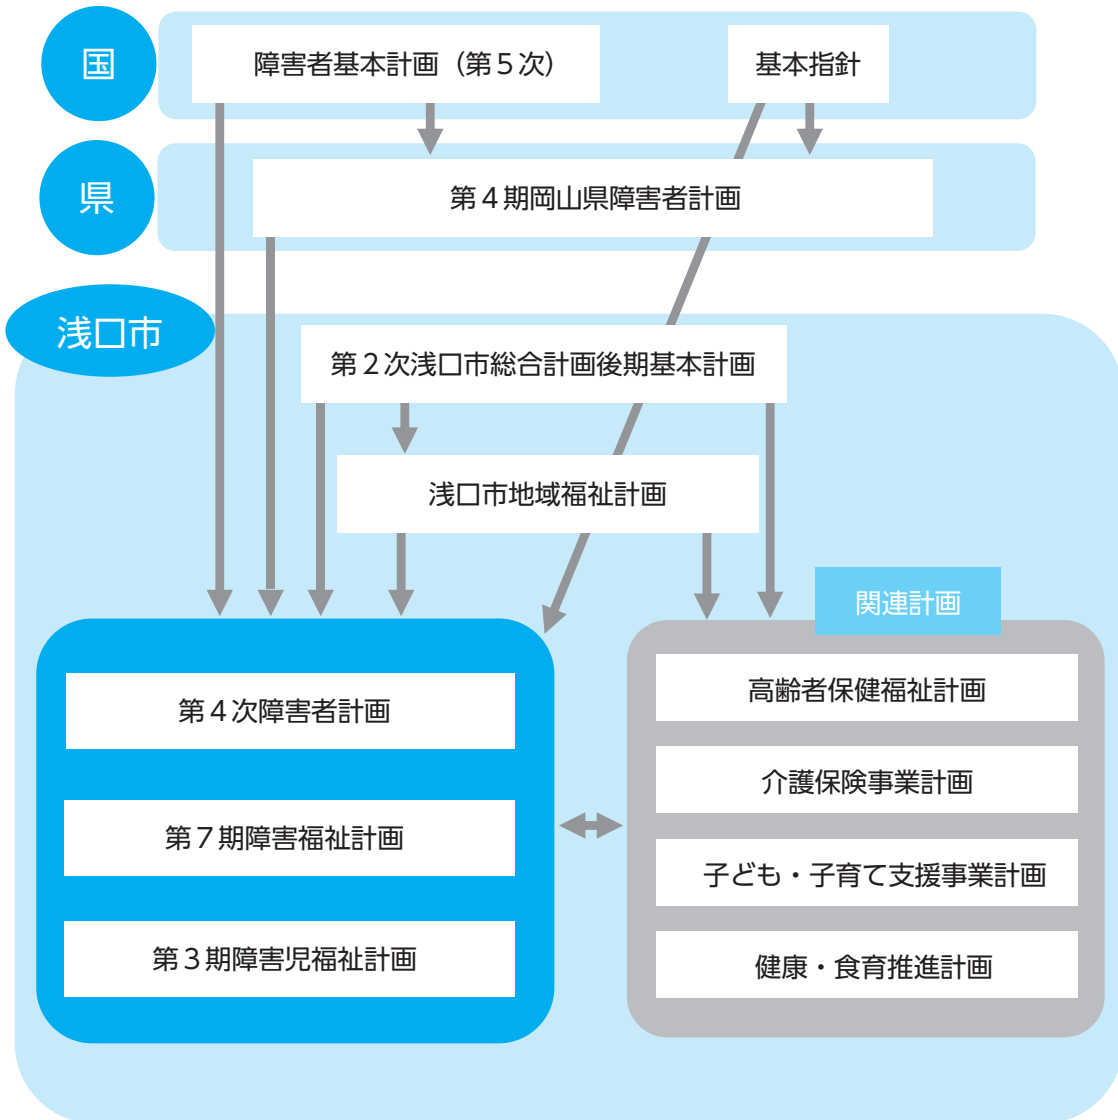 国
障害者基本計画（第５次）
基本指針
県
第４期岡山県障害者計画
浅口市
第２次浅口市総合計画後期基本計画
浅口市地域福祉計画
関連計画
第４次障害者計画
第７期障害福祉計画
第３期障害児福祉計画
高齢者保健福祉計画
介護保険事業計画
子ども・子育て支援事業計画
健康・食育推進計画